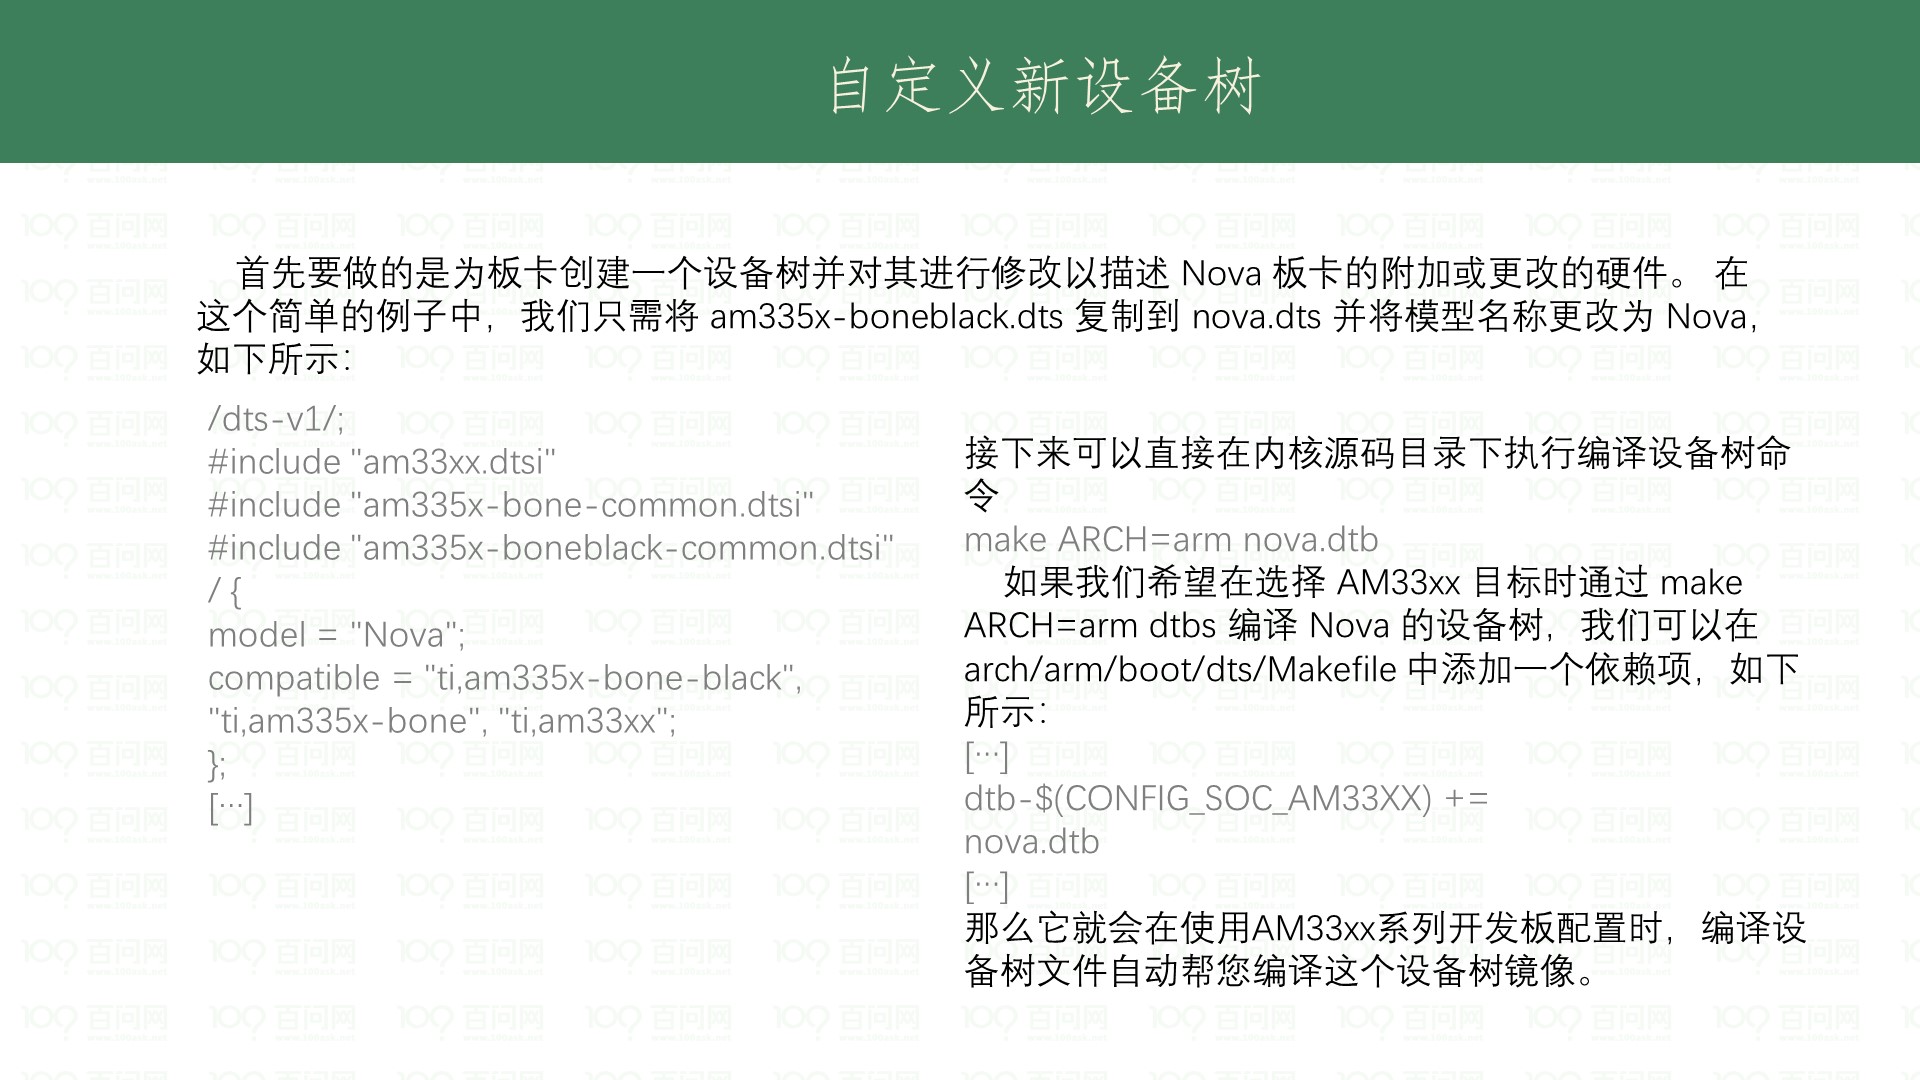 自定义新设备树
首先要做的是为板卡创建一个设备树并对其进行修改以描述 Nova 板卡的附加或更改的硬件。 在
这个简单的例子中，我们只需将 am335x-boneblack.dts 复制到 nova.dts 并将模型名称更改为 Nova，
如下所示：
/dts-v1/;
#include "am33xx.dtsi"
#include "am335x-bone-common.dtsi"
#include "am335x-boneblack-common.dtsi"
/ {
model = "Nova";
compatible = "ti,am335x-bone-black",
"ti,am335x-bone", "ti,am33xx";
};
[…]
接下来可以直接在内核源码目录下执行编译设备树命
令
make ARCH=arm nova.dtb
如果我们希望在选择 AM33xx 目标时通过 make
ARCH=arm dtbs 编译 Nova 的设备树，我们可以在
arch/arm/boot/dts/Makefile 中添加一个依赖项，如下
所示：
[…]
dtb-$(CONFIG_SOC_AM33XX) +=
nova.dtb
[…]
那么它就会在使用AM33xx系列开发板配置时，编译设
备树文件自动帮您编译这个设备树镜像。